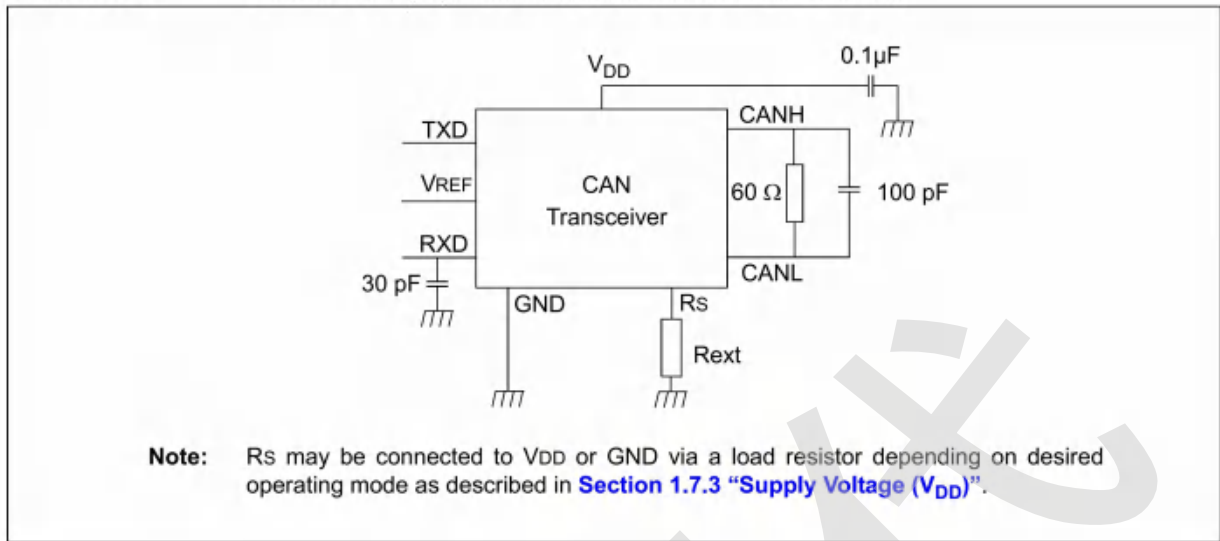 0.1µF
VDD
CANH
TXD
VREF
CAN
Transceiver
60 Ω
100 pF
RXD
CANL
30 pF
GND
RS
Rext
Note: RS may be connected to VDD or GND via a load resistor depending on desired
operating mode as described in Section 1.7.3 “Supply Voltage (VDD)”.